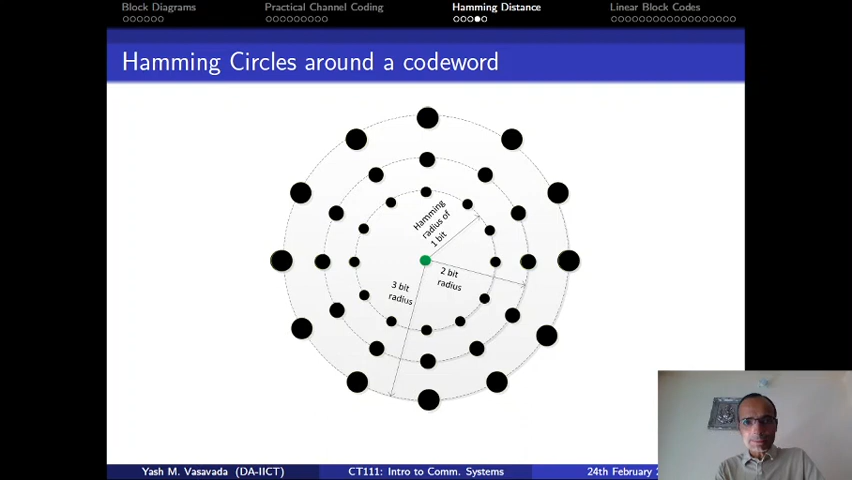 Block Diagrams
Practical Channel Coding
Hamming Distance
Linear Block Codes
Hamming Circles around a codeword
Hamming
radius of
1 bit
2 bit
radius
3 bit
radius
Yash M. Vasavada (DA-IICT)
CT111: Intro to Comm. Systems
24th February